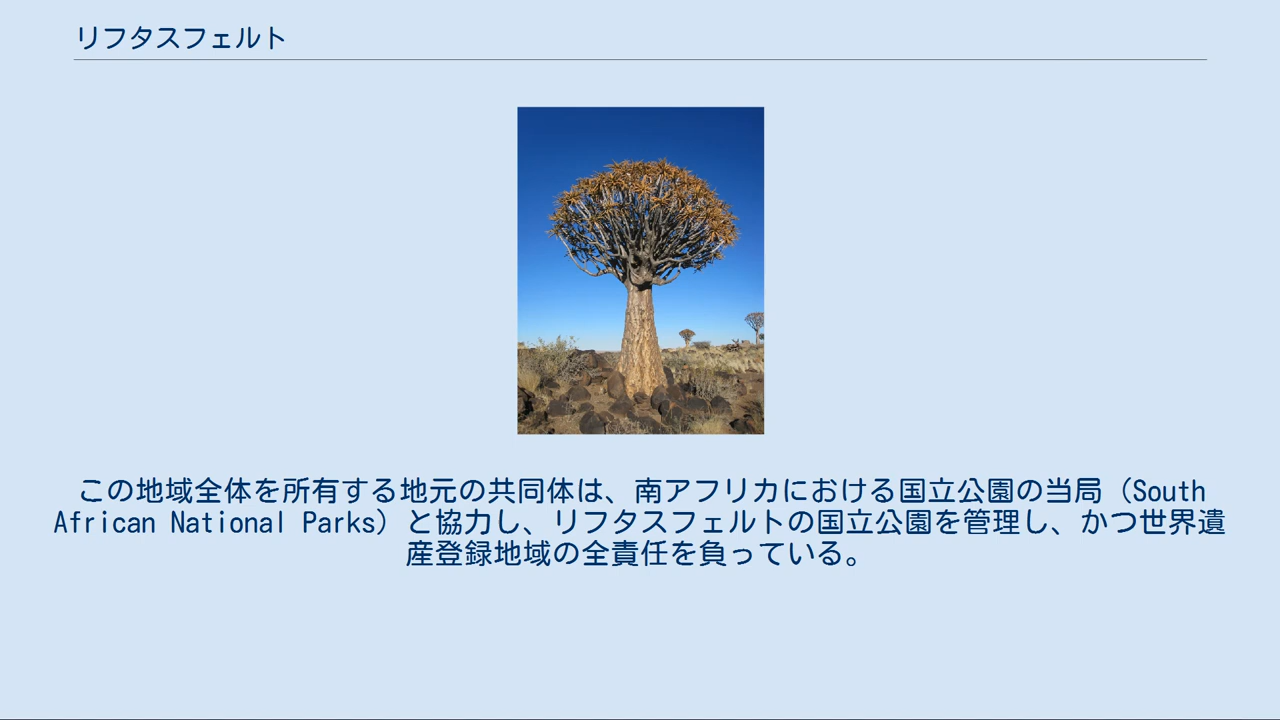 リフタスフェルト
この地域全体を所有する地元の共同体は、南アフリカにおける国立公園の当局（South
African National Parks）と協力し、リフタスフェルトの国立公園を管理し、かつ世界遺
産登録地域の全責任を負っている。